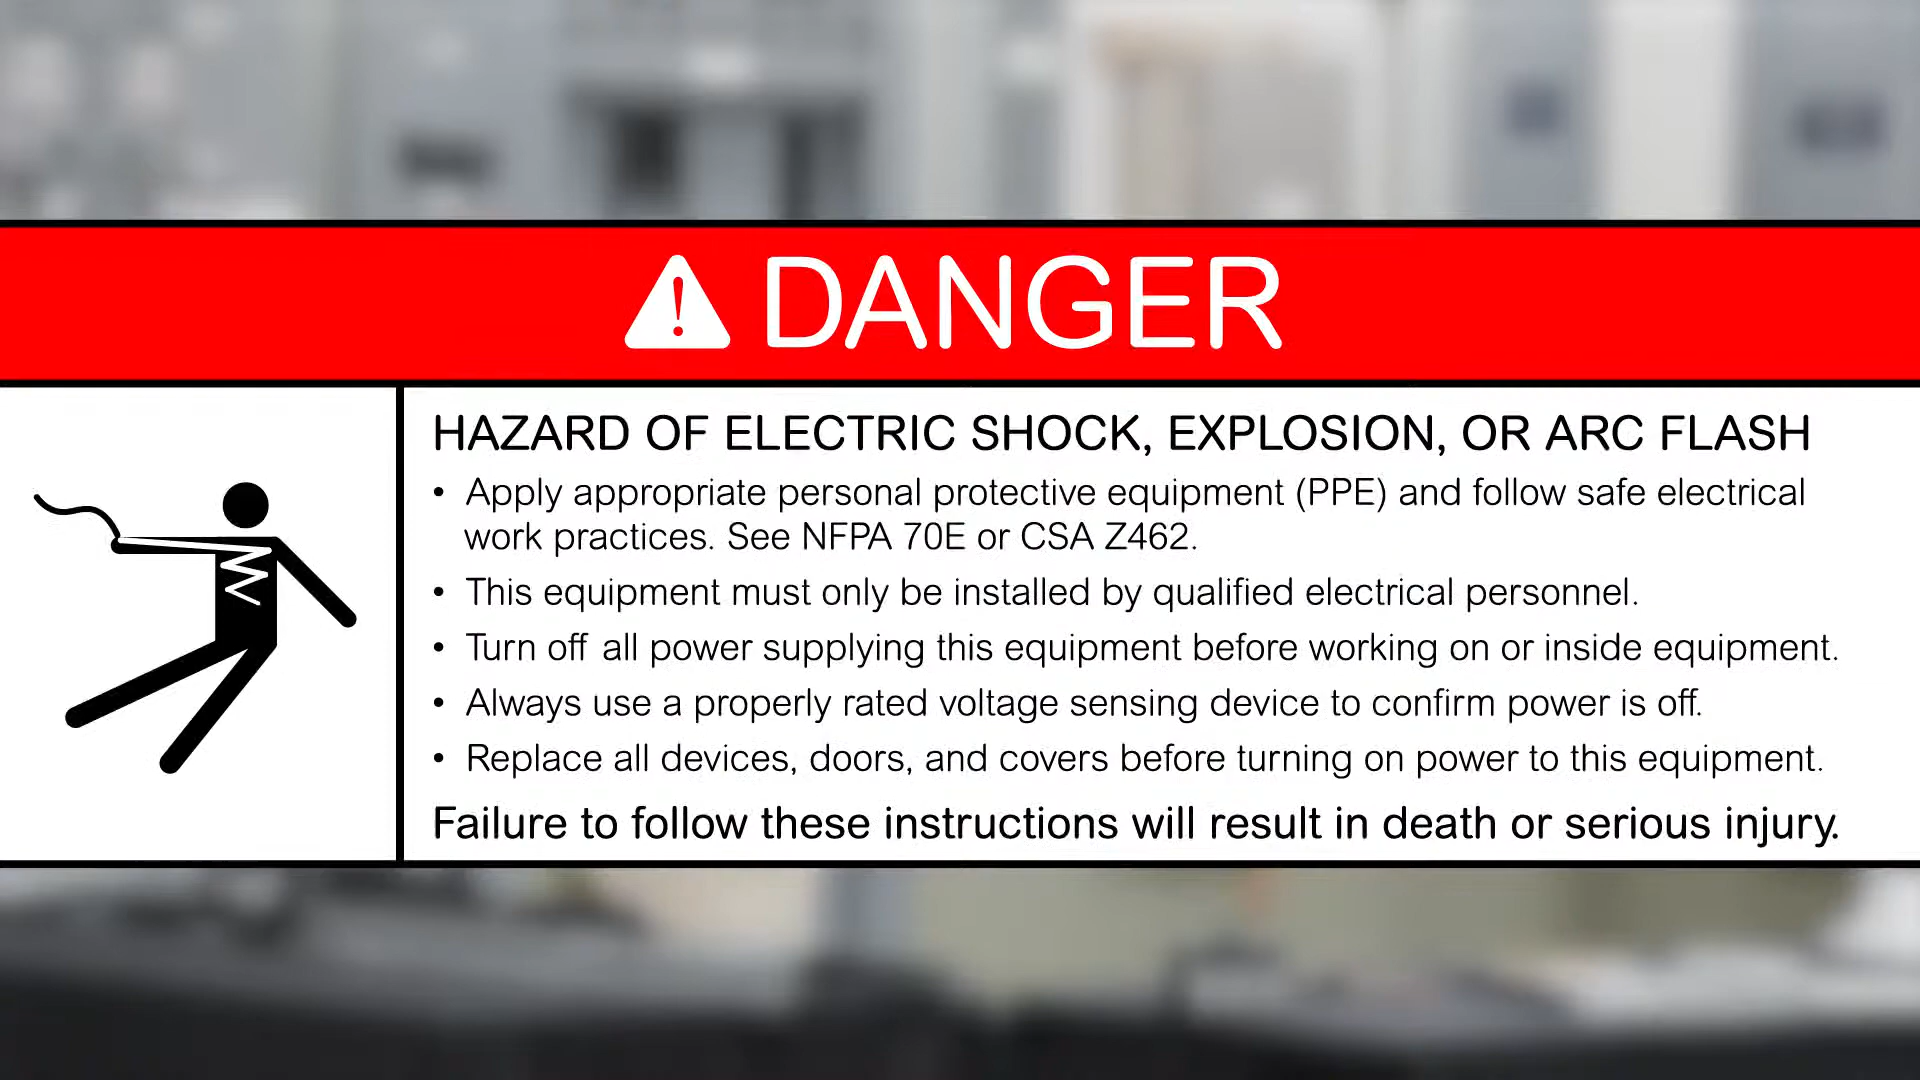 DANGER
HAZARD OF ELECTRIC SHOCK, EXPLOSION, OR ARC FLASH
• Apply appropriate personal protective equipment (PPE) and follow safe electrical
work practices. See NFPA 70E or CSA Z462.
• This equipment must only be installed by qualified electrical personnel.
• Turn off all power supplying this equipment before working on or inside equipment.
• Always use a properly rated voltage sensing device to confirm power is off.
• Replace all devices, doors, and covers before turning on power to this equipment.
Failure to follow these instructions will result in death or serious injury.